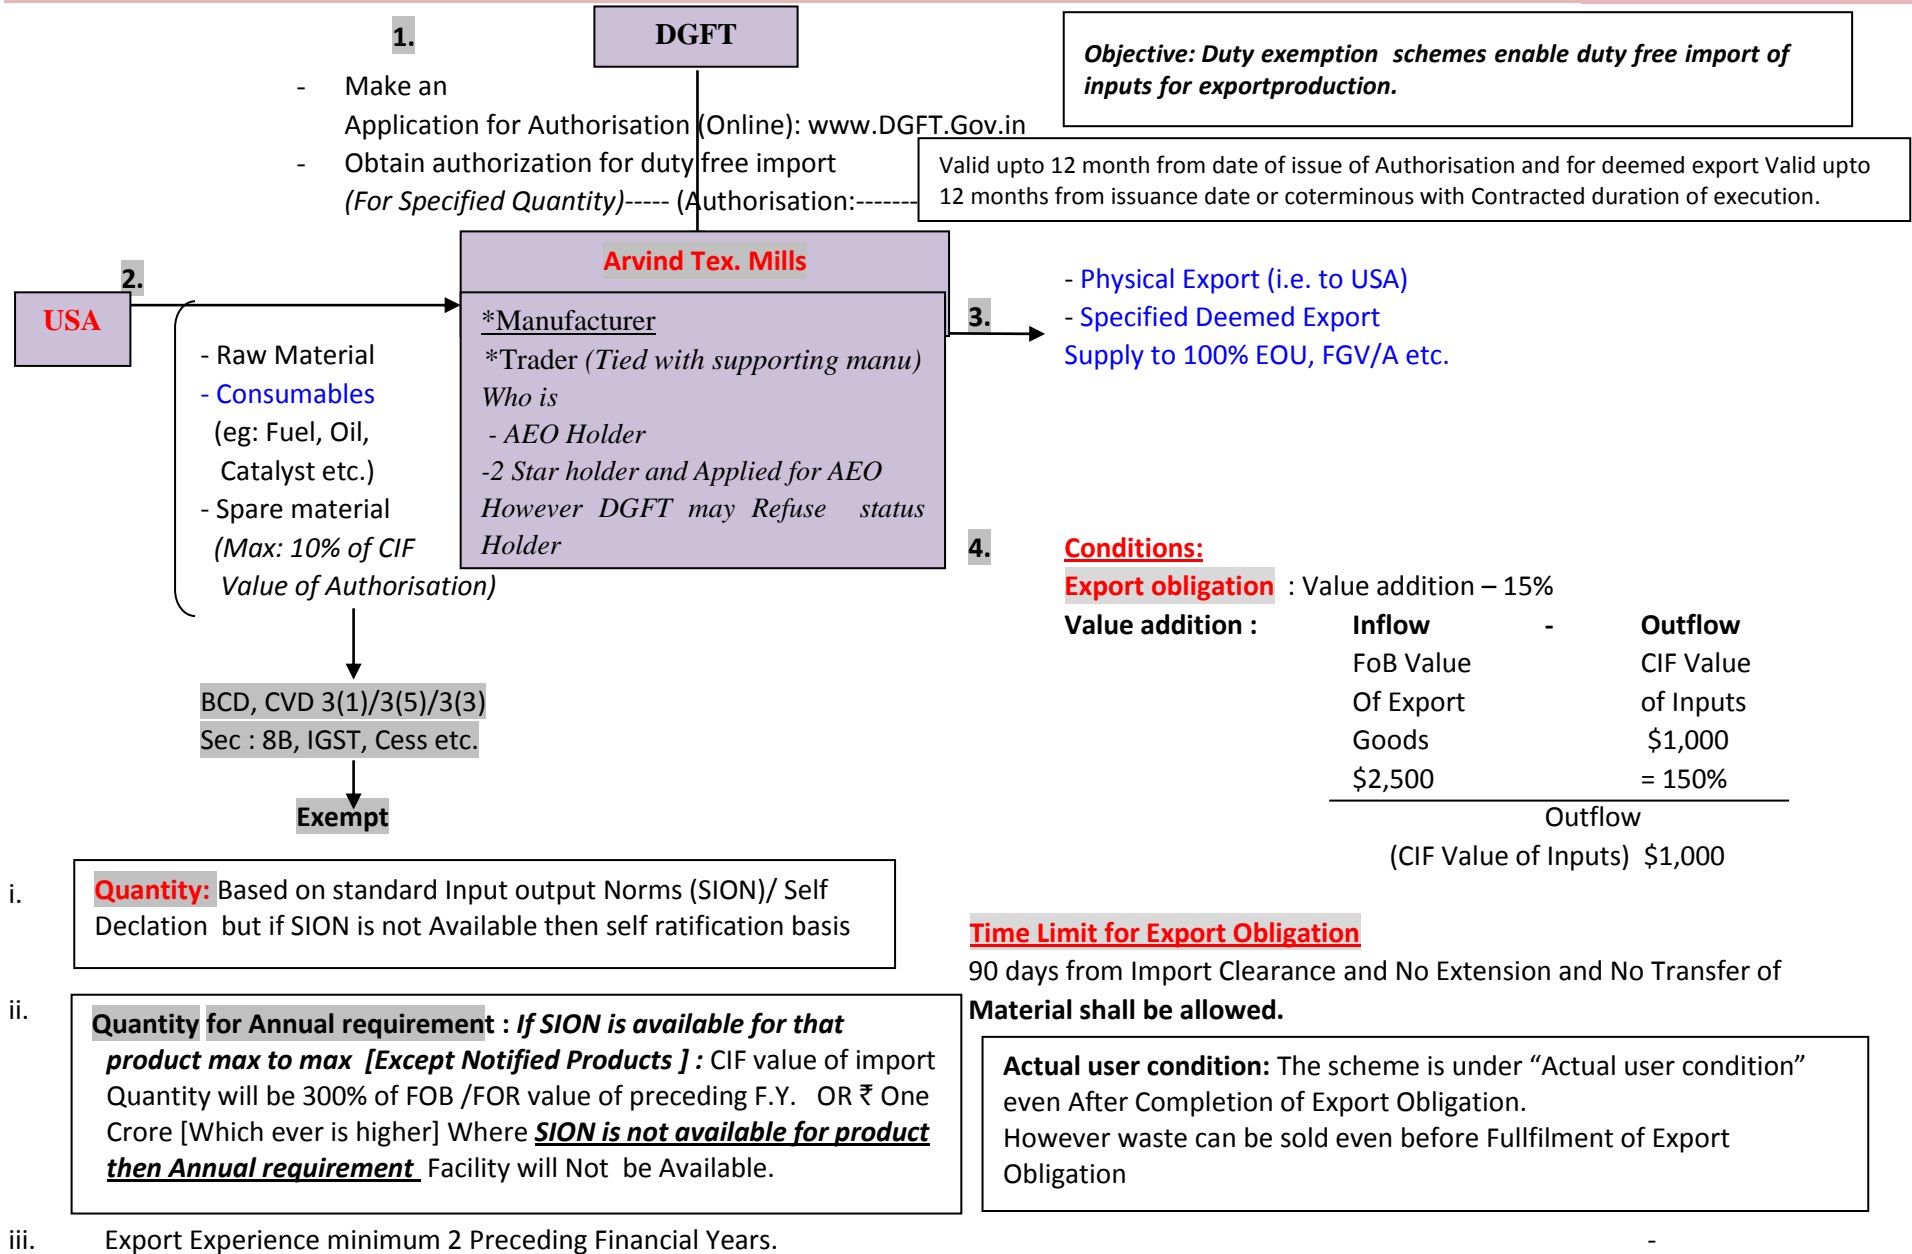 1.
DGFT
Objective: Duty exemption schemes enable duty free import of
inputs for exportproduction.
- Make an
Application for Authorisation (Online): www.DGFT.Gov.in
- Obtain authorization for duty free import
(For Specified Quantity)----- (Authorisation:-------
Valid upto 12 month from date of issue of Authorisation and for deemed export Valid upto
12 months from issuance date or coterminous with Contracted duration of execution.
2.
USA
- Raw Material
- Consumables
(eg: Fuel, Oil,
Catalyst etc.)
- Spare material
(Max: 10% of CIF
Value of Authorisation)
BCD, CVD 3(1)/3(5)/3(3)
Sec : 8B, IGST, Cess etc.
Exempt
Arvind Tex. Mills
*Manufacturer
*Trader (Tied with supporting manu)
Who is
- AEO Holder
-2 Star holder and Applied for AEO
However DGFT may Refuse status
Holder
3.
- Physical Export (i.e. to USA)
- Specified Deemed Export
Supply to 100% EOU, FGV/A etc.
4.
Conditions:
Export obligation : Value addition – 15%
Value addition : Inflow - Outflow
FoB Value CIF Value
Of Export of Inputs
Goods $1,000
$2,500 = 150%
Outflow
(CIF Value of Inputs) $1,000
i.
Quantity: Based on standard Input output Norms (SION)/ Self
Declation but if SION is not Available then self ratification basis
ii.
Quantity for Annual requirement : If SION is available for that
product max to max [Except Notified Products ] : CIF value of import
Quantity will be 300% of FOB /FOR value of preceding F.Y. OR ₹ One
Crore [Which ever is higher] Where SION is not available for product
then Annual requirement Facility will Not be Available.
Time Limit for Export Obligation
90 days from Import Clearance and No Extension and No Transfer of
Material shall be allowed.
Actual user condition: The scheme is under “Actual user condition”
even After Completion of Export Obligation.
However waste can be sold even before Fullfilment of Export
Obligation
iii. Export Experience minimum 2 Preceding Financial Years. -